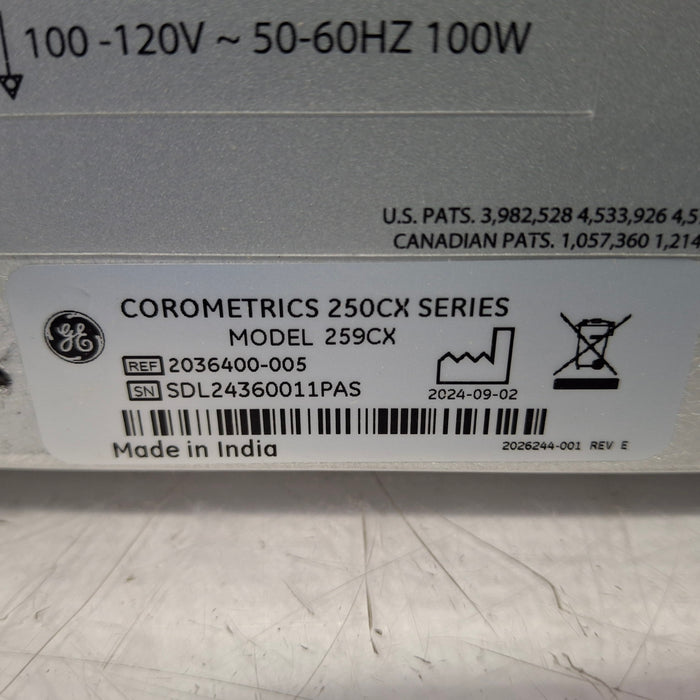 100 -120V ~ 50-60HZ 100W
U.S. PATS. 3,982,528 4,533,926
CANADIAN PATS. 1,057,360
COROMETRICS 250CX SERIES
MODEL 259CX
REF 2036400-005
SN SDL24360011PAS
2024-09-02
Made in India
2026244-001 REV E